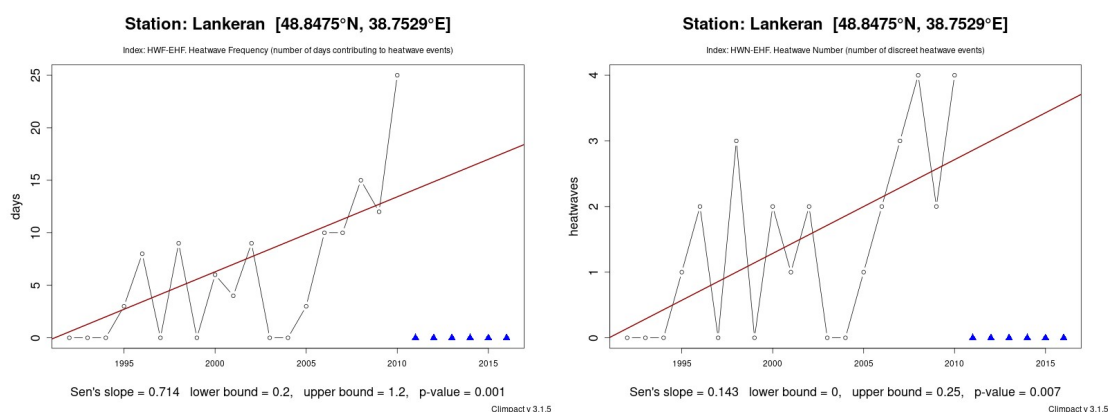 Station: Lankeran [48.8475°N, 38.7529°E]
Index: HWF-EHF. Heatwave Frequency (number of days contributing to heatwave events)
days
25
20
15
10
5
0
1995 2000 2005 2010 2015
Sen's slope = 0.714 lower bound = 0.2, upper bound = 1.2, p-value = 0.001
Climpact v 3.1.5
Station: Lankeran [48.8475°N, 38.7529°E]
Index: HWN-EHF. Heatwave Number (number of discreet heatwave events)
heatwaves
4
3
2
1
0
1995 2000 2005 2010 2015
Sen's slope = 0.143 lower bound = 0, upper bound = 0.25, p-value = 0.007
Climpact v 3.1.5